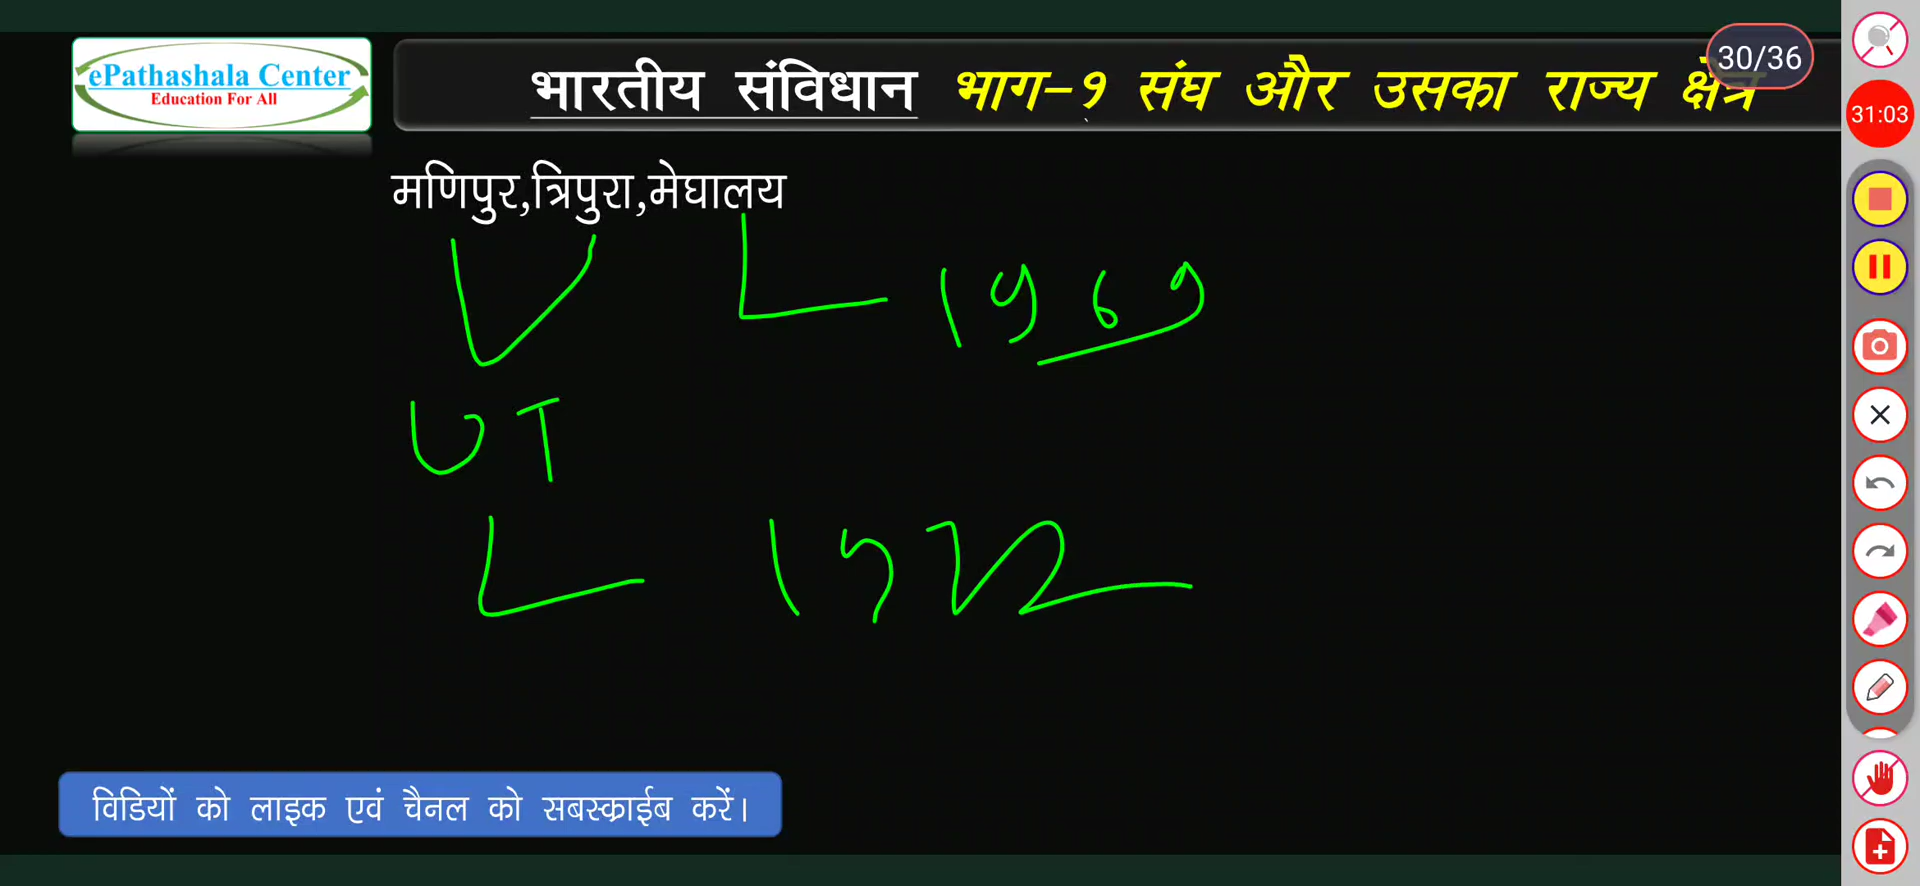 ePathashala Center
Education For All
भारतीय संविधान भाग-१ संघ और उसका राज्य क्षेत्र
30/36
31:03
मणिपुर,त्रिपुरा,मेघालय
1969
UT
1972
विडियों को लाइक एवं चैनल को सबस्क्राईब करें।